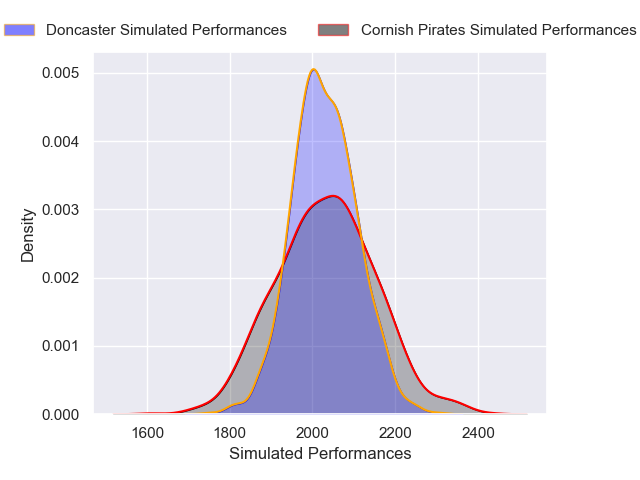 Doncaster Simulated Performances
Cornish Pirates Simulated Performances
0.005
0.004
0.003
0.002
0.001
0.000
Density
1600 1800 2000 2200 2400
Simulated Performances